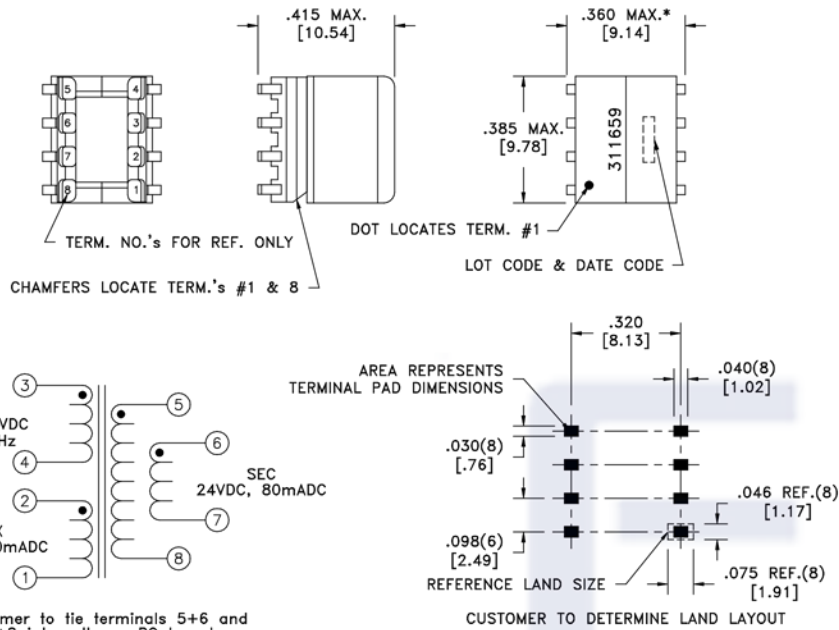 .415 MAX.
[10.54]
.360 MAX.*
[9.14]
5
4
6
3
7
2
8
1
.385 MAX.
[9.78]
311659
TERM. NO.'s FOR REF. ONLY
DOT LOCATES TERM. #1
LOT CODE & DATE CODE
CHAMFERS LOCATE TERM.'s #1 & 8
.320
[8.13]
AREA REPRESENTS
TERMINAL PAD DIMENSIONS
.040(8)
[1.02]
.030(8)
[.76]
.046 REF.(8)
[1.17]
.098(6)
[2.49]
REFERENCE LAND SIZE
.075 REF.(8)
[1.91]
CUSTOMER TO DETERMINE LAND LAYOUT
3
5
VDC
Hz
6
4
SEC
24VDC, 80mADC
2
7
0mADC
8
1
mer to tie terminals 5+6 and